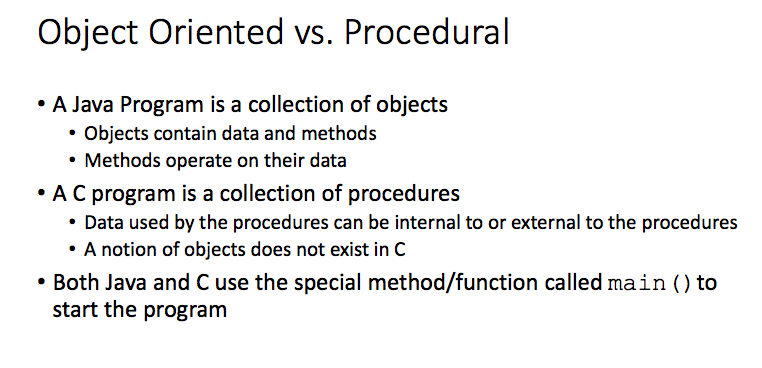 Object Oriented vs. Procedural
• A Java Program is a collection of objects
• Objects contain data and methods
• Methods operate on their data
• A C program is a collection of procedures
• Data used by the procedures can be internal to or external to the procedures
• A notion of objects does not exist in C
• Both Java and C use the special method/function called main() to
start the program